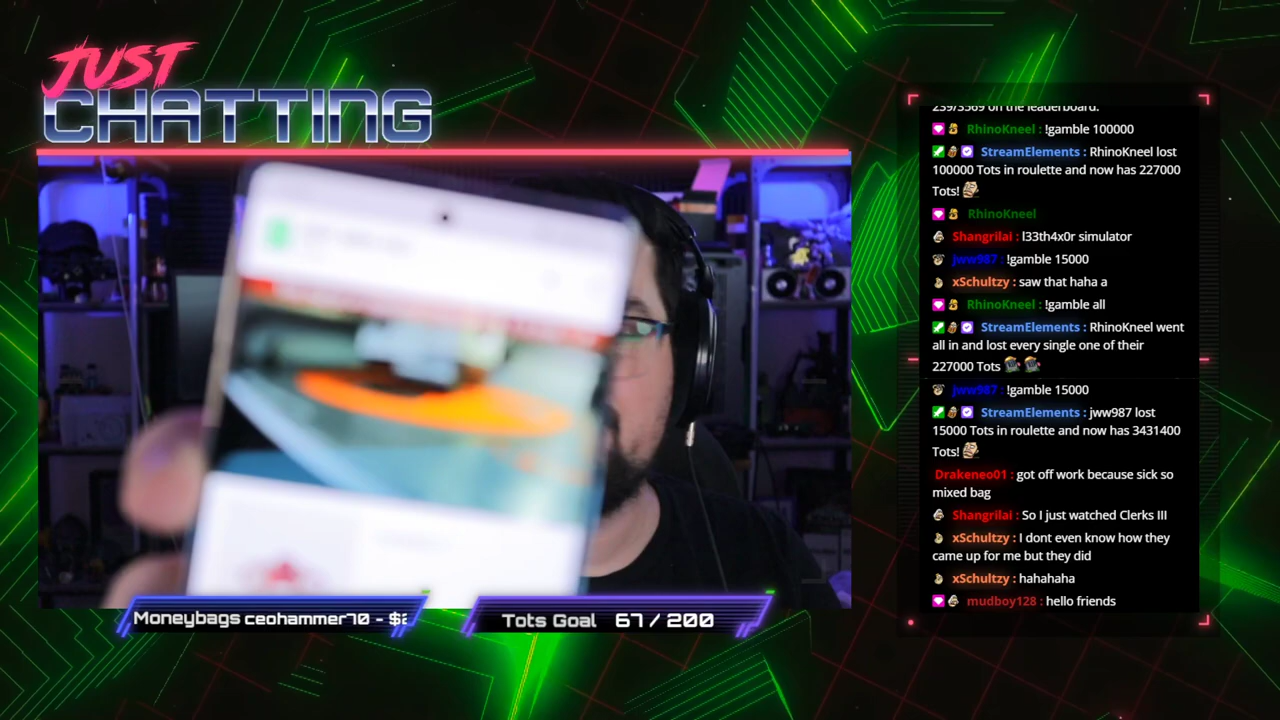 JUST
CHATTING
239/3569 on the leaderboard.
RhinoKneel : !gamble 100000
StreamElements : RhinoKneel lost
100000 Tots in roulette and now has 227000
Tots!
RhinoKneel
Shangrilai : l33th4x0r simulator
jww987 : !gamble 15000
xSchultzy : saw that haha a
RhinoKneel : !gamble all
StreamElements : RhinoKneel went
all in and lost every single one of their
227000 Tots
jww987 : !gamble 15000
StreamElements : jww987 lost
15000 Tots in roulette and now has 3431400
Tots!
Drakeneo01 : got off work because sick so
mixed bag
Shangrilai : So I just watched Clerks III
xSchultzy : I dont even know how they
came up for me but they did
xSchultzy : hahahaha
mudboy128 : hello friends
Moneybags ceohammer70 -
Tots Goal 67 / 200